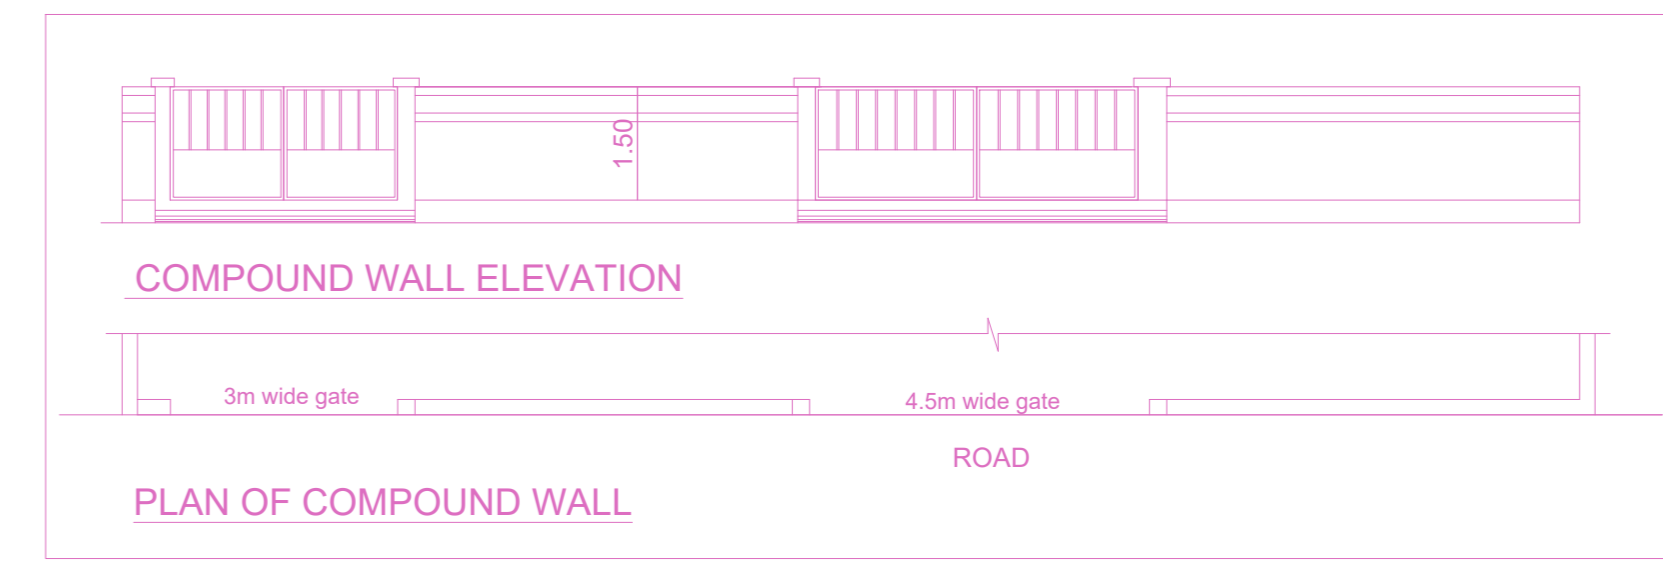 1.50
COMPOUND WALL ELEVATION
3m wide gate
4.5m wide gate
ROAD
PLAN OF COMPOUND WALL